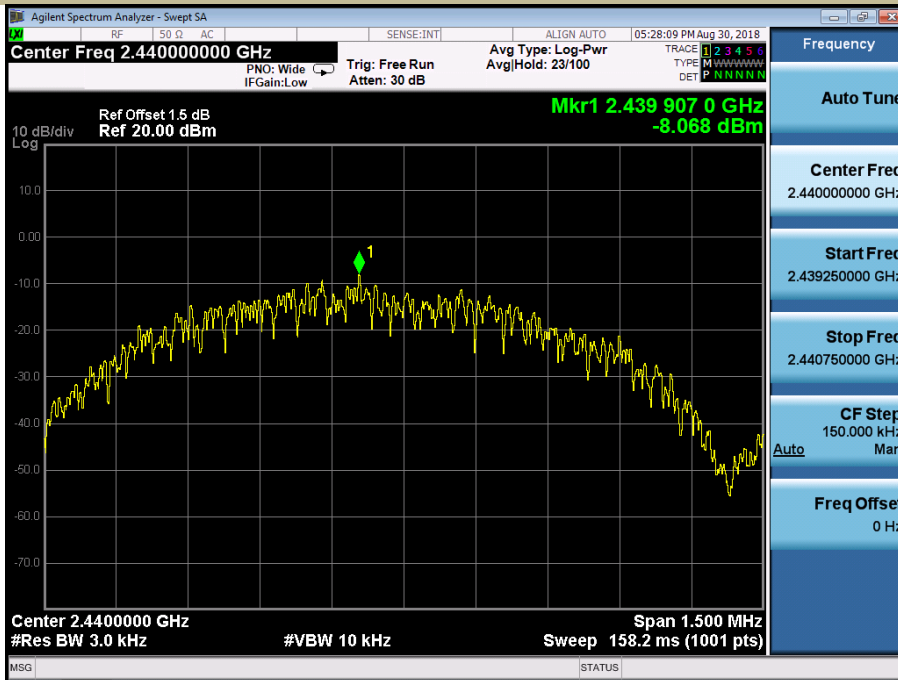 Agilent Spectrum Analyzer - Swept SA
LXI RF 50 Ω AC SENSE:INT ALIGN AUTO 05:28:09 PM Aug 30, 2018
Center Freq 2.440000000 GHz
PNO: Wide
IFGain:Low
Trig: Free Run
Atten: 30 dB
Avg Type: Log-Pwr
Avg|Hold: 23/100
TRACE 1 2 3 4 5 6
TYPE M WWWWW
DET P N N N N N
Frequency
Ref Offset 1.5 dB
10 dB/div Ref 20.00 dBm
Log
Mkr1 2.439 907 0 GHz
-8.068 dBm
1
10.0
0.00
-10.0
-20.0
-30.0
-40.0
-50.0
-60.0
-70.0
Center 2.4400000 GHz
Span 1.500 MHz
#Res BW 3.0 kHz
#VBW 10 kHz
Sweep 158.2 ms (1001 pts)
Auto Tune
Center Freq
2.440000000 GHz
Start Freq
2.439250000 GHz
Stop Freq
2.440750000 GHz
CF Step
150.000 kHz
Auto Man
Freq Offset
0 Hz
MSG STATUS